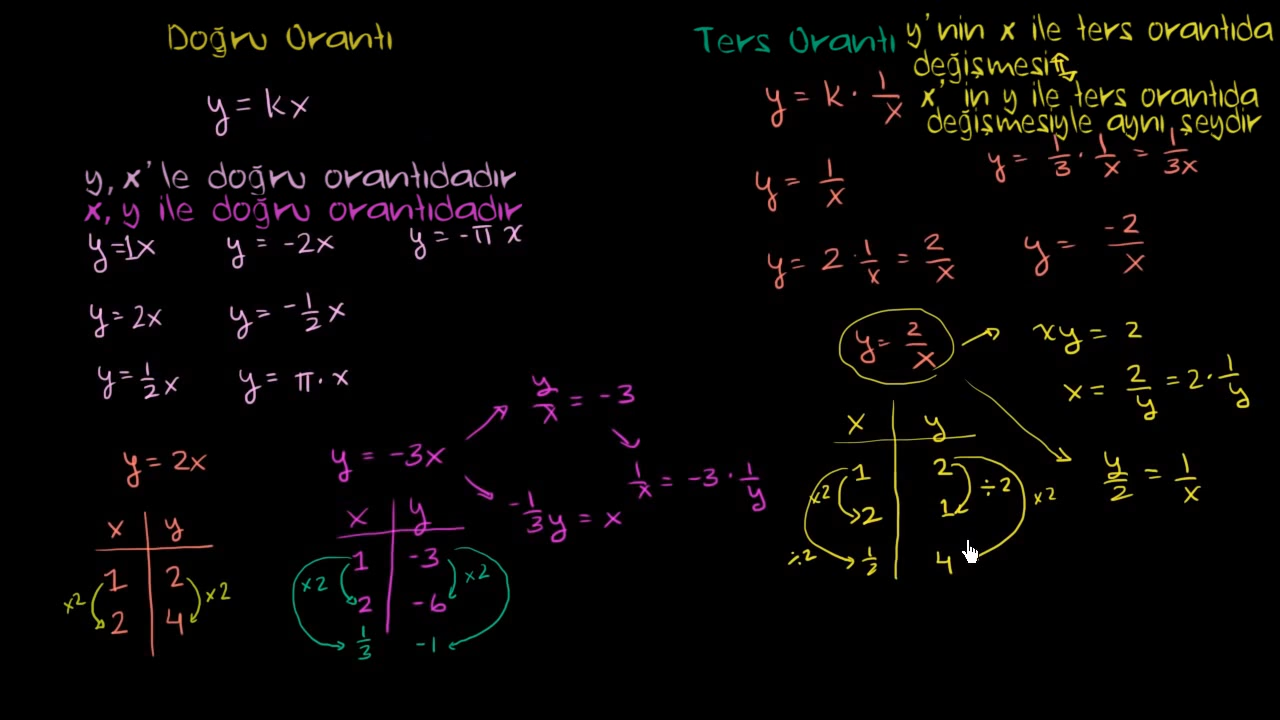 Doğru Orantı
y = kx
y, x'le doğru orantıdadır
x, y ile doğru orantıdadır
y=1x y = -2x y = -π x
y = 2x y = -1/2 x
y = 1/2 x y = π · x
y = 2x
x y
1 2
2 4
x2 x2
y = -3x
y/x = -3
1/x = -3 · 1/y
-1/3 y = x
x y
1 -3
2 -6
1/3 -1
x2 x2
Ters Orantı
y'nin x ile ters orantıda
değişmesi
x'in y ile ters orantıda
değişmesiyle aynı şeydir
y = k · 1/x
y = 1/x
y = 1/3 · 1/x = 1/3x
y = 2 · 1/x = 2/x
y = -2/x
y = 2/x
xy = 2
x = 2/y = 2 · 1/y
y/2 = 1/x
x y
1 2
2 1
1/2 4
x2 ÷2
÷2 x2